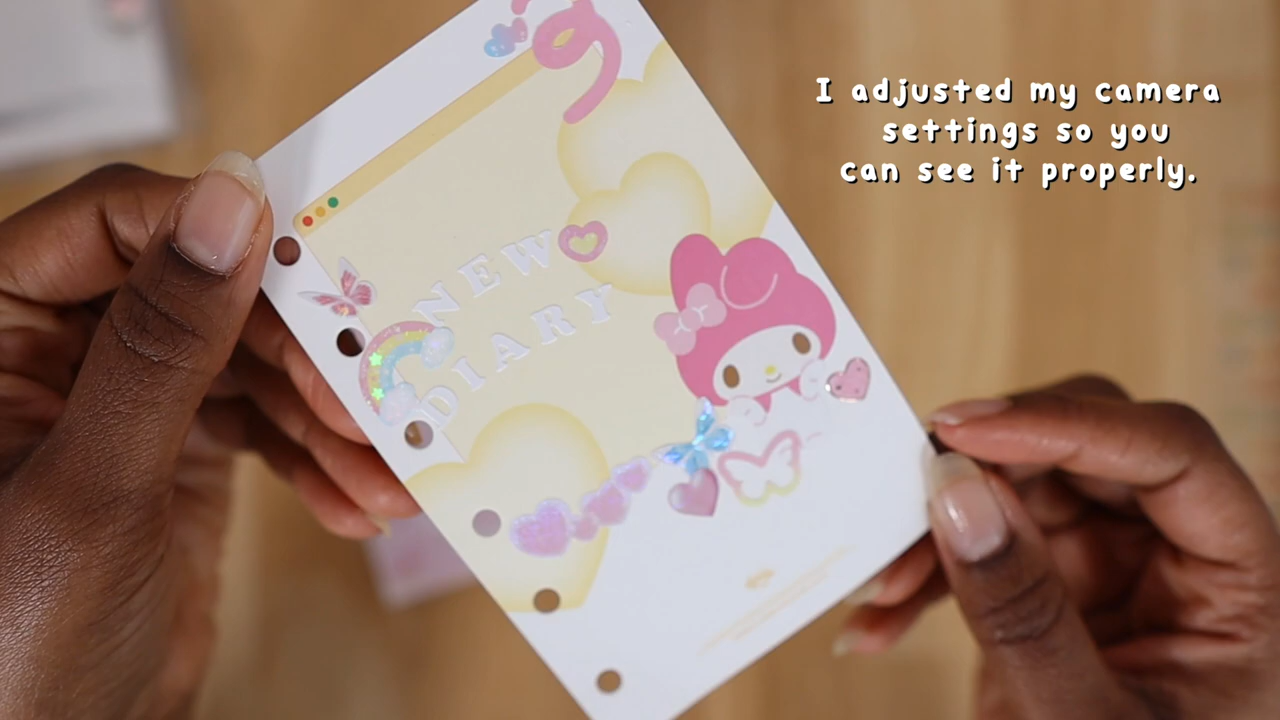 I adjusted my camera
settings so you
can see it properly.
NEW
DIARY